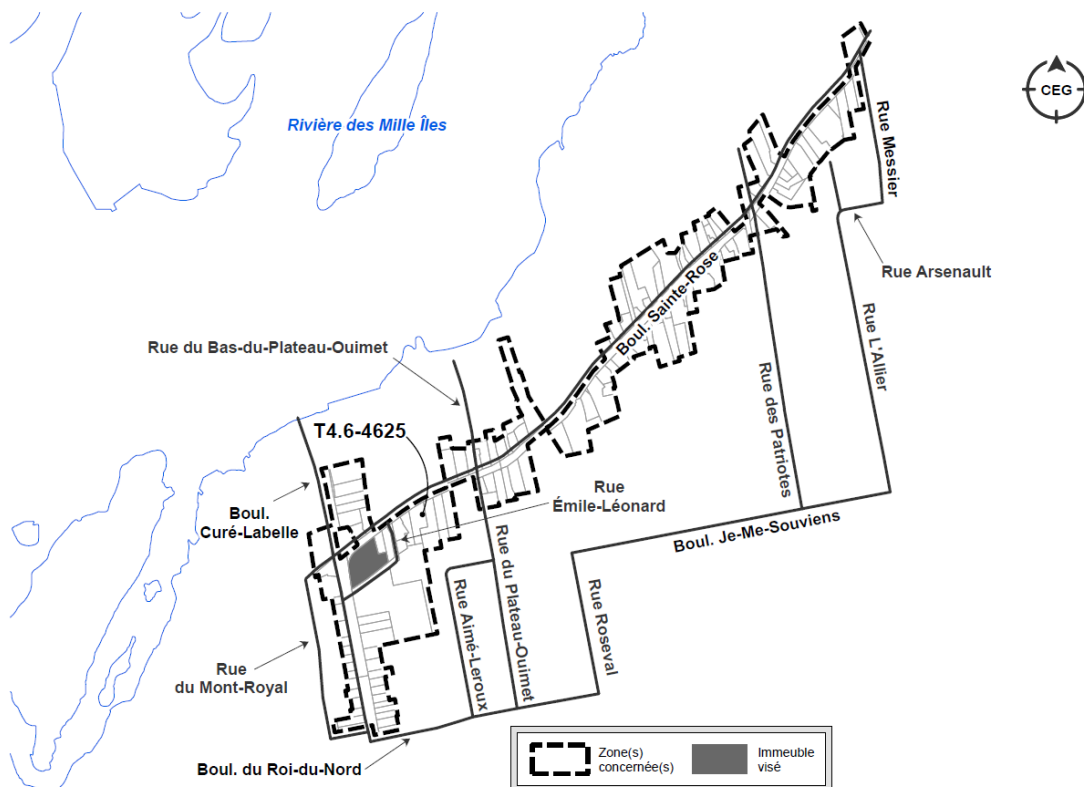 Rivière des Mille Îles
CEG
Rue Messier
Rue Arsenault
Boul. Sainte-Rose
Rue L'Allier
Rue du Bas-du-Plateau-Ouimet
Rue des Patriotes
T4.6-4625
Rue
Émile-Léonard
Boul.
Curé-Labelle
Boul. Je-Me-Souviens
Rue du Plateau-Ouimet
Rue Aimé-Leroux
Rue Roseval
Rue
du Mont-Royal
Boul. du Roi-du-Nord
Zone(s)
concernée(s)
Immeuble
visé